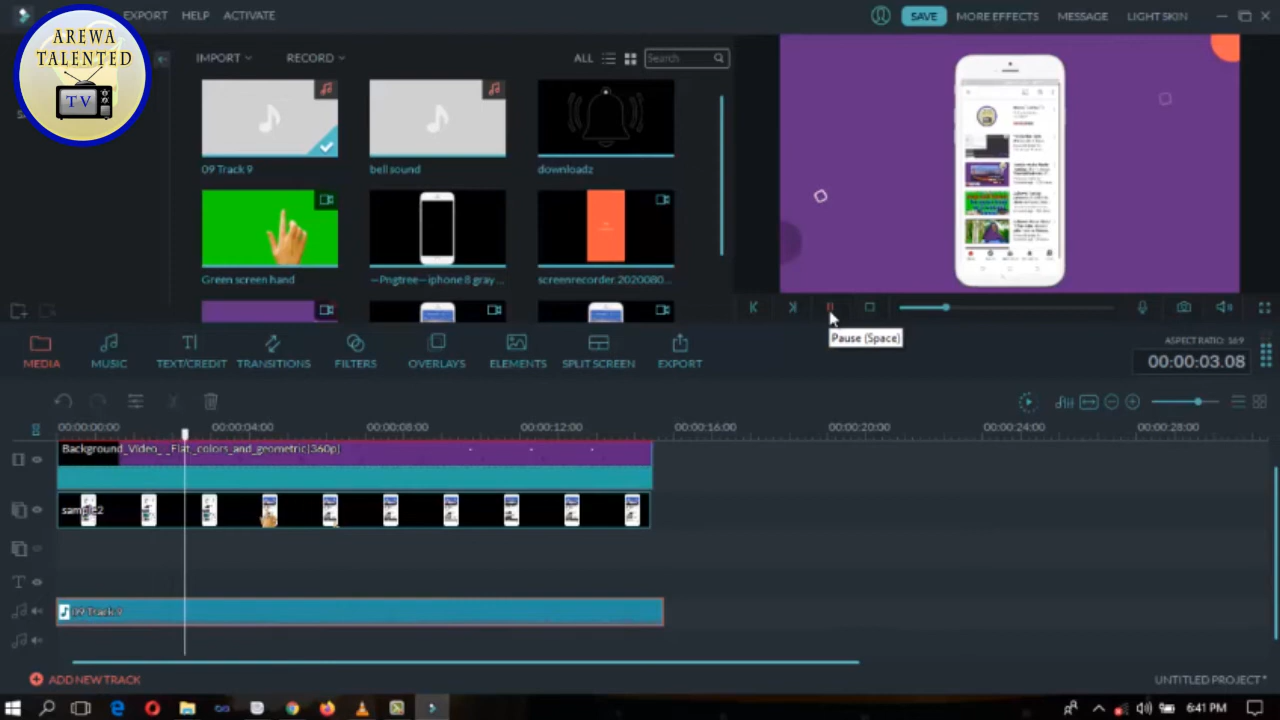 AREWA
TALENTED
TV
EXPORT HELP ACTIVATE
SAVE MORE EFFECTS MESSAGE LIGHT SKIN
IMPORT RECORD ALL Search
09 Track 9 bell sound downloadz
Green screen hand --Pngtree--iphone 8 gray ... screenrecorder 2020080...
Pause (Space)
MEDIA MUSIC TEXT/CREDIT TRANSITIONS FILTERS OVERLAYS ELEMENTS SPLIT SCREEN EXPORT
ASPECT RATIO: 16:9
00:00:03.08
00:00:00:00 00:00:04:00 00:00:08:00 00:00:12:00 00:00:16:00 00:00:20:00 00:00:24:00 00:00:28:00
Background_Video_-_Flat_colors_and_geometric(360p)
sample2
T
09 Track 9
ADD NEW TRACK UNTITLED PROJECT*
6:41 PM